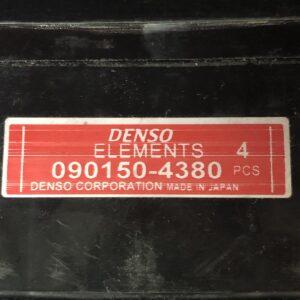 DENSO
ELEMENTS 4
090150-4380 PCS
DENSO CORPORATION MADE IN JAPAN